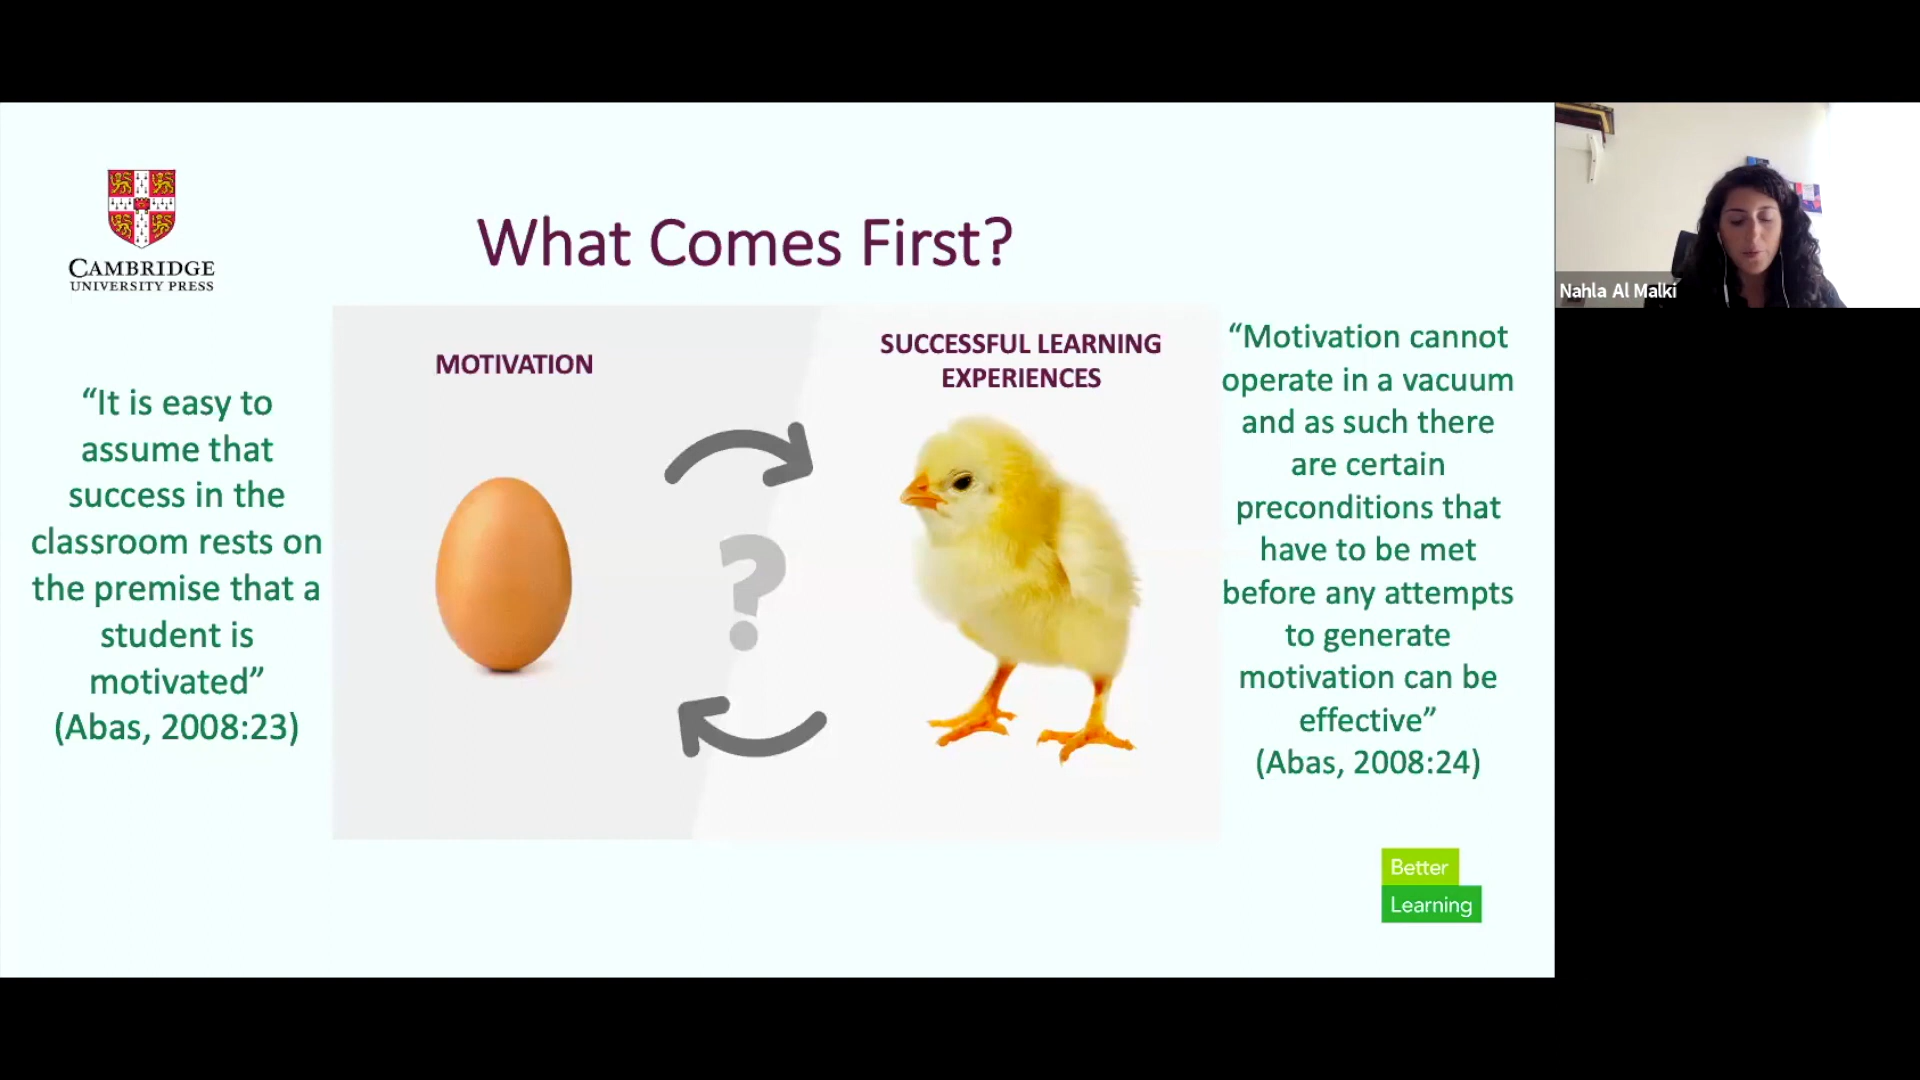 CAMBRIDGE
UNIVERSITY PRESS
What Comes First?
“It is easy to
assume that
success in the
classroom rests on
the premise that a
student is
motivated”
(Abas, 2008:23)
MOTIVATION
?
SUCCESSFUL LEARNING
EXPERIENCES
“Motivation cannot
operate in a vacuum
and as such there
are certain
preconditions that
have to be met
before any attempts
to generate
motivation can be
effective”
(Abas, 2008:24)
Better
Learning
Nahla Al Malki